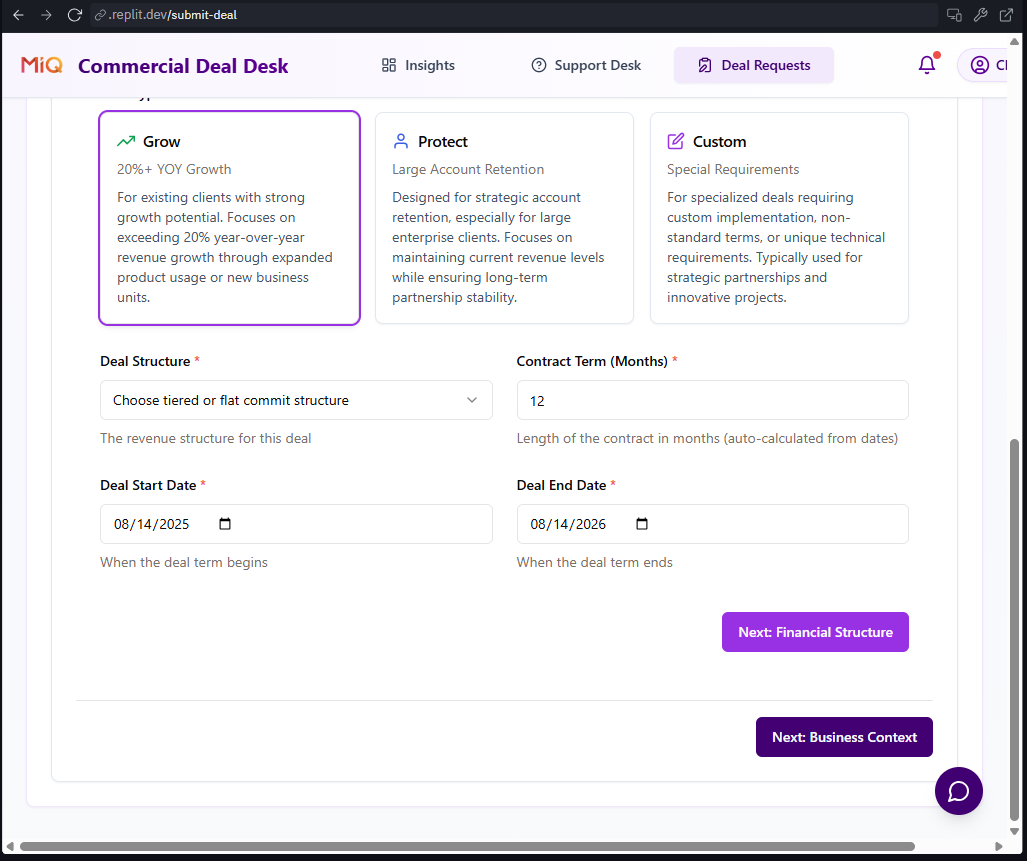 .replit.dev/submit-deal
MiQ Commercial Deal Desk
Insights
Support Desk
Deal Requests
Grow
20%+ YOY Growth
For existing clients with strong
growth potential. Focuses on
exceeding 20% year-over-year
revenue growth through expanded
product usage or new business
units.
Protect
Large Account Retention
Designed for strategic account
retention, especially for large
enterprise clients. Focuses on
maintaining current revenue levels
while ensuring long-term
partnership stability.
Custom
Special Requirements
For specialized deals requiring
custom implementation, non-
standard terms, or unique technical
requirements. Typically used for
strategic partnerships and
innovative projects.
Deal Structure *
Choose tiered or flat commit structure
The revenue structure for this deal
Contract Term (Months) *
12
Length of the contract in months (auto-calculated from dates)
Deal Start Date *
08/14/2025
When the deal term begins
Deal End Date *
08/14/2026
When the deal term ends
Next: Financial Structure
Next: Business Context